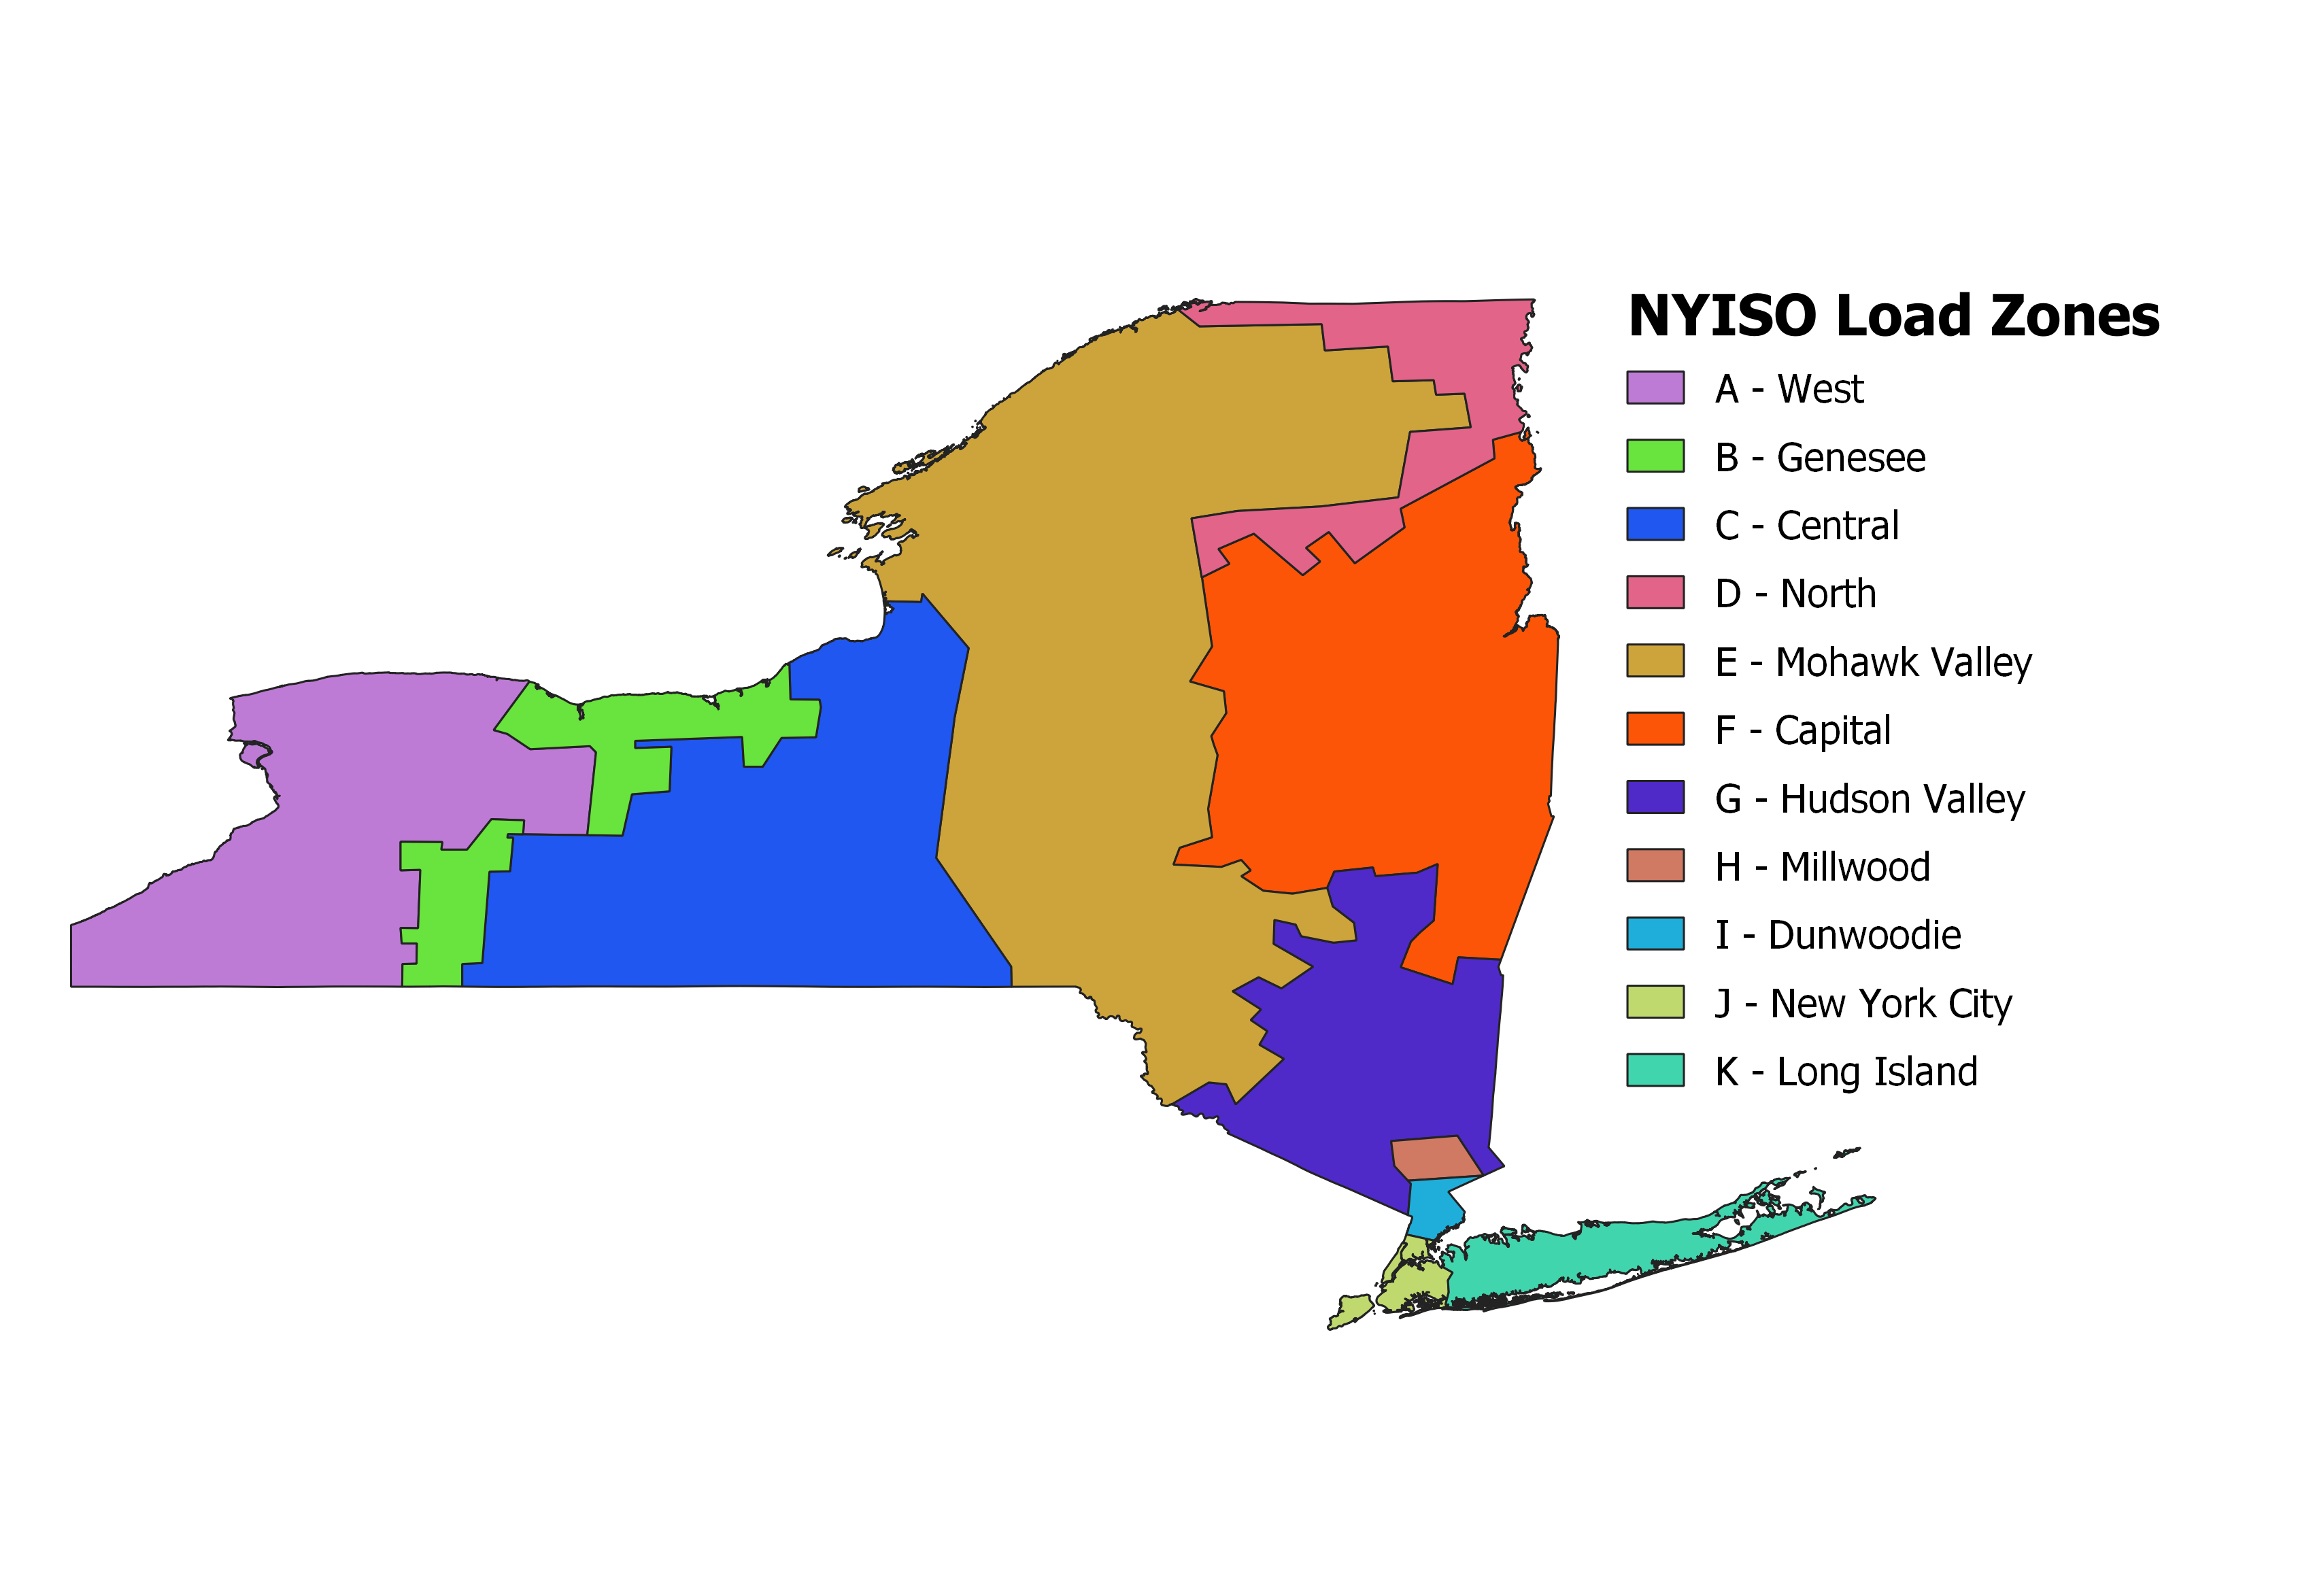 NYISO Load Zones
A - West
B - Genesee
C - Central
D - North
E - Mohawk Valley
F - Capital
G - Hudson Valley
H - Millwood
I - Dunwoodie
J - New York City
K - Long Island